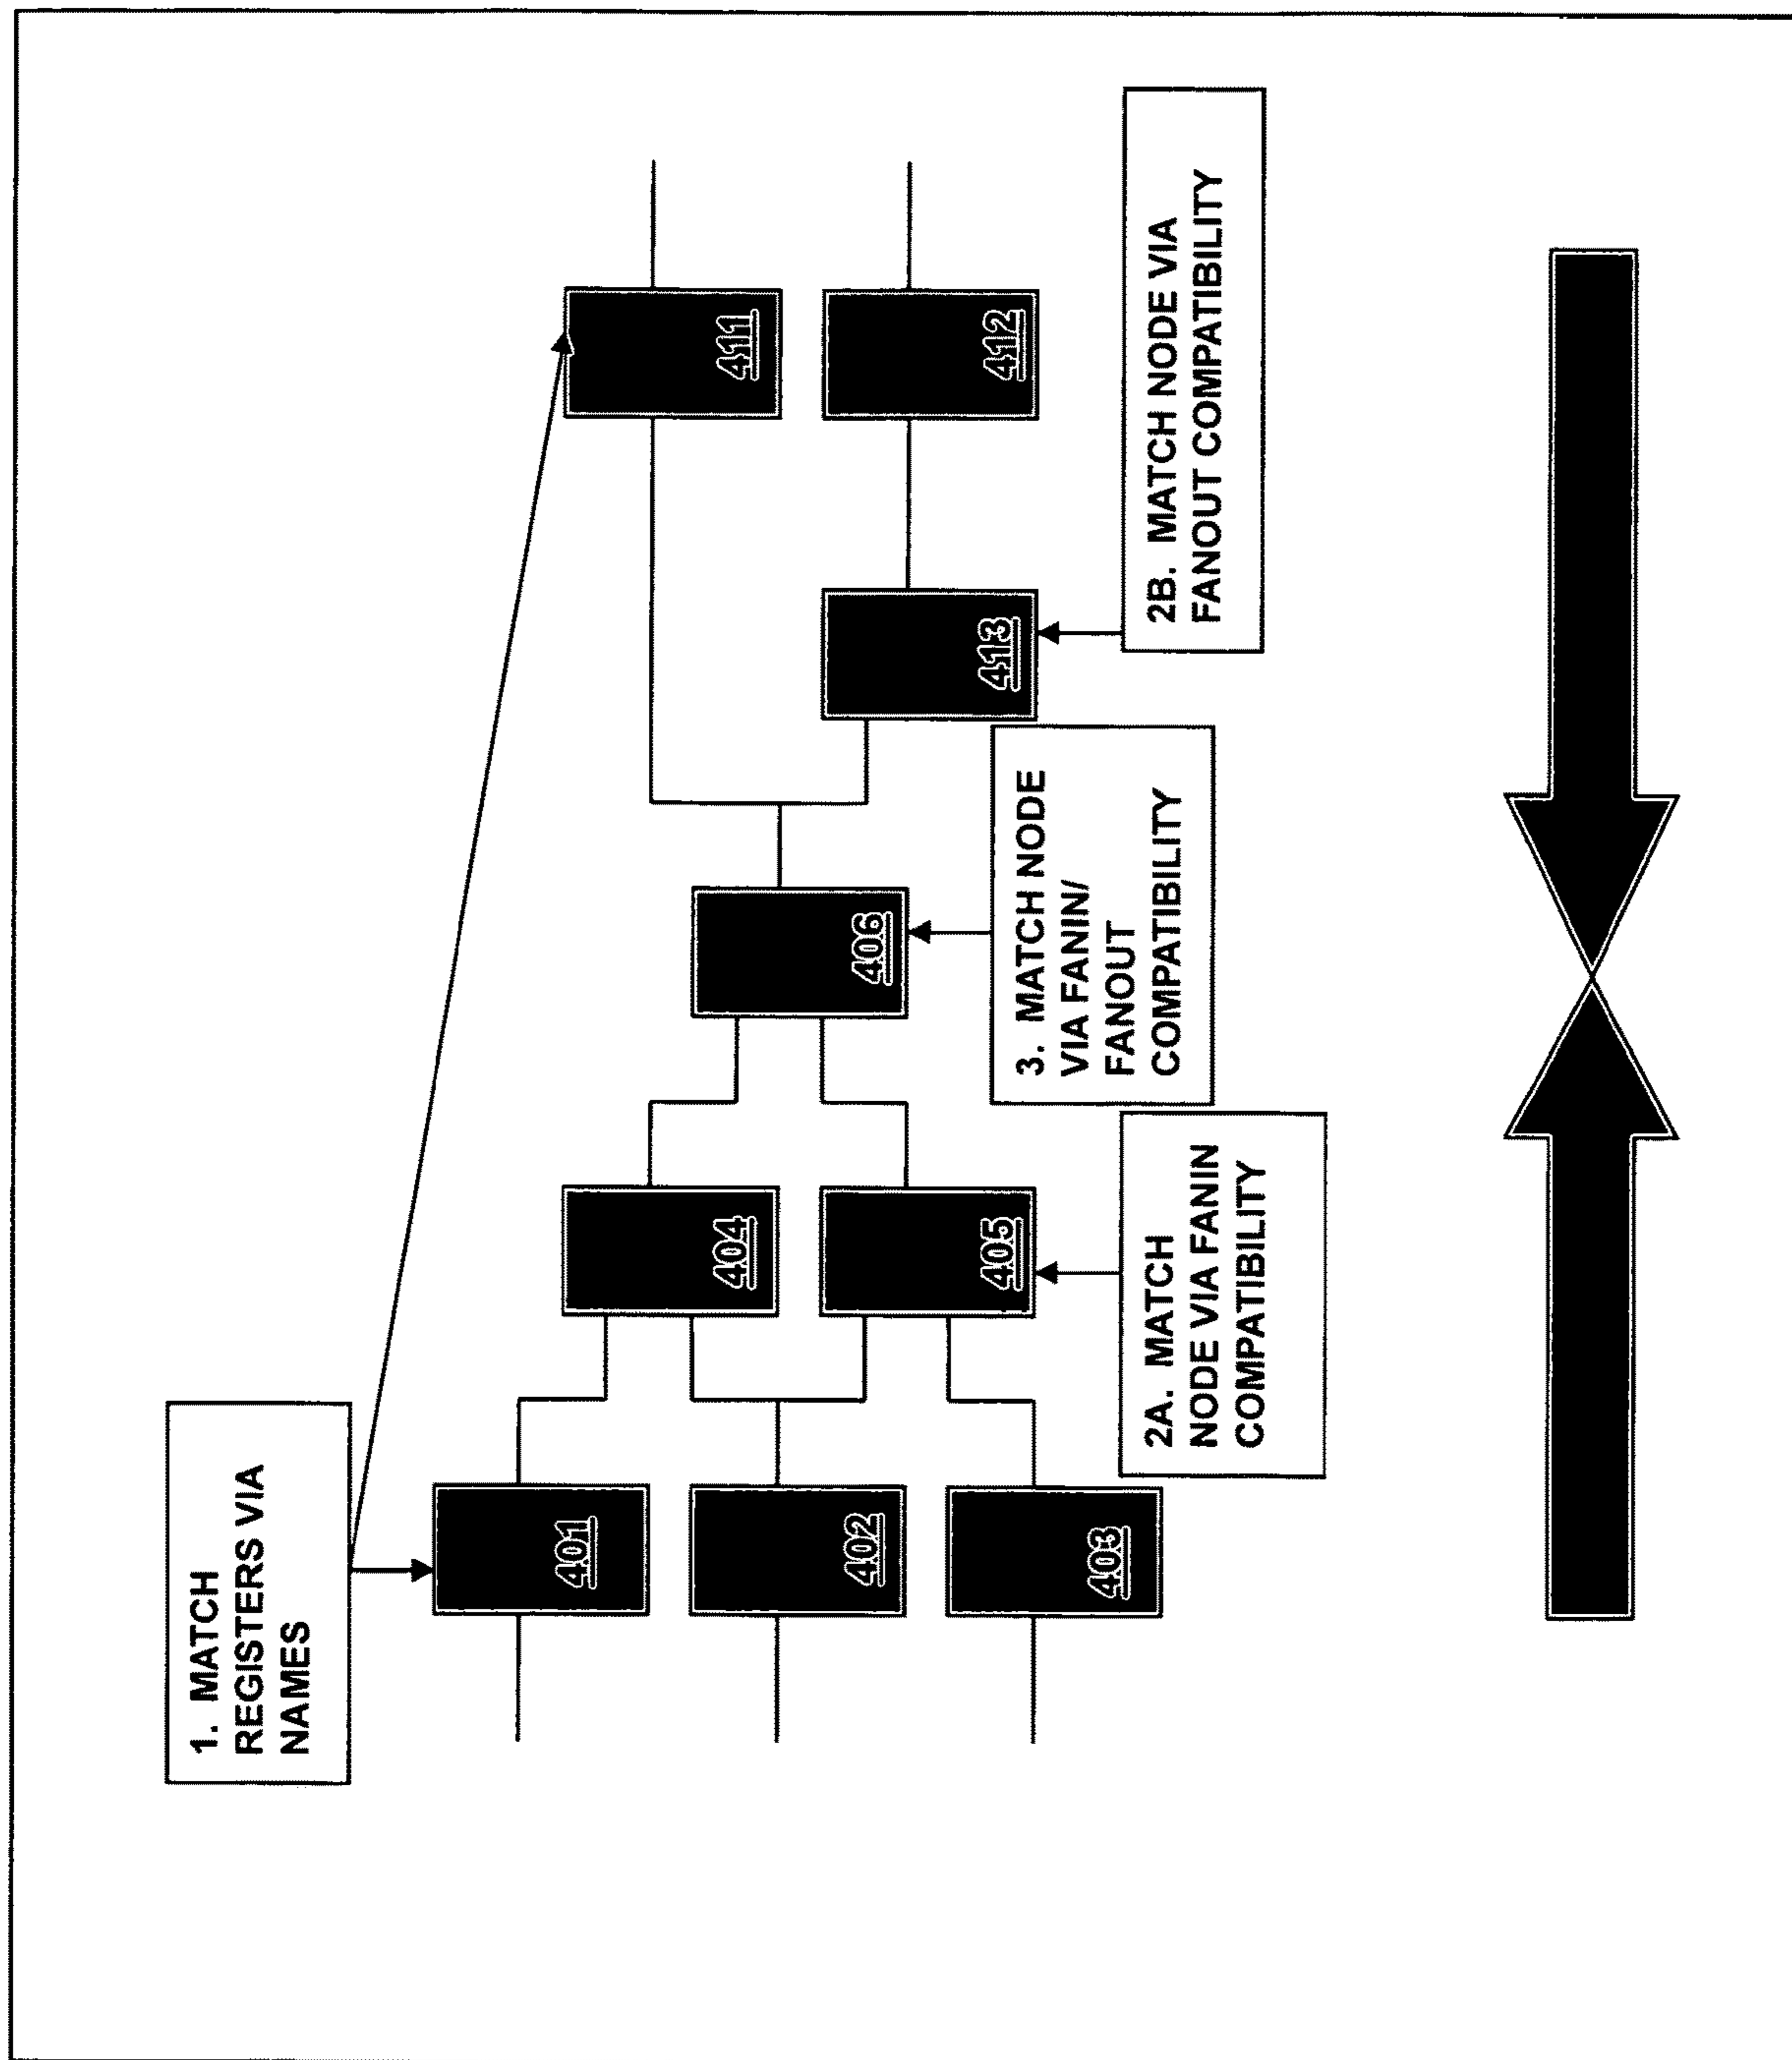 1. MATCH
REGISTERS VIA
NAMES
401
402
403
404
405
2A. MATCH
NODE VIA FANIN
COMPATIBILITY
406
3. MATCH NODE
VIA FANIN/
FANOUT
COMPATIBILITY
413
411
412
2B. MATCH NODE VIA
FANOUT COMPATIBILITY